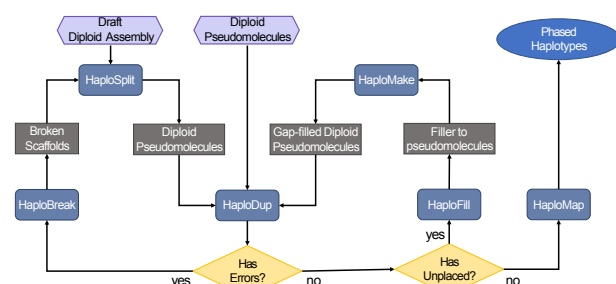 Draft
Diploid Assembly
Diploid
Pseudomolecules
Phased
Haplotypes
HaploSplit
HaploMake
Broken
Scaffolds
Diploid
Pseudomolecules
Gap-filled Diploid
Pseudomolecules
Filler to
pseudomolecules
HaploBreak
HaploDup
HaploFill
HaploMap
yes
Has
Errors?
no
yes
Has
Unplaced?
no